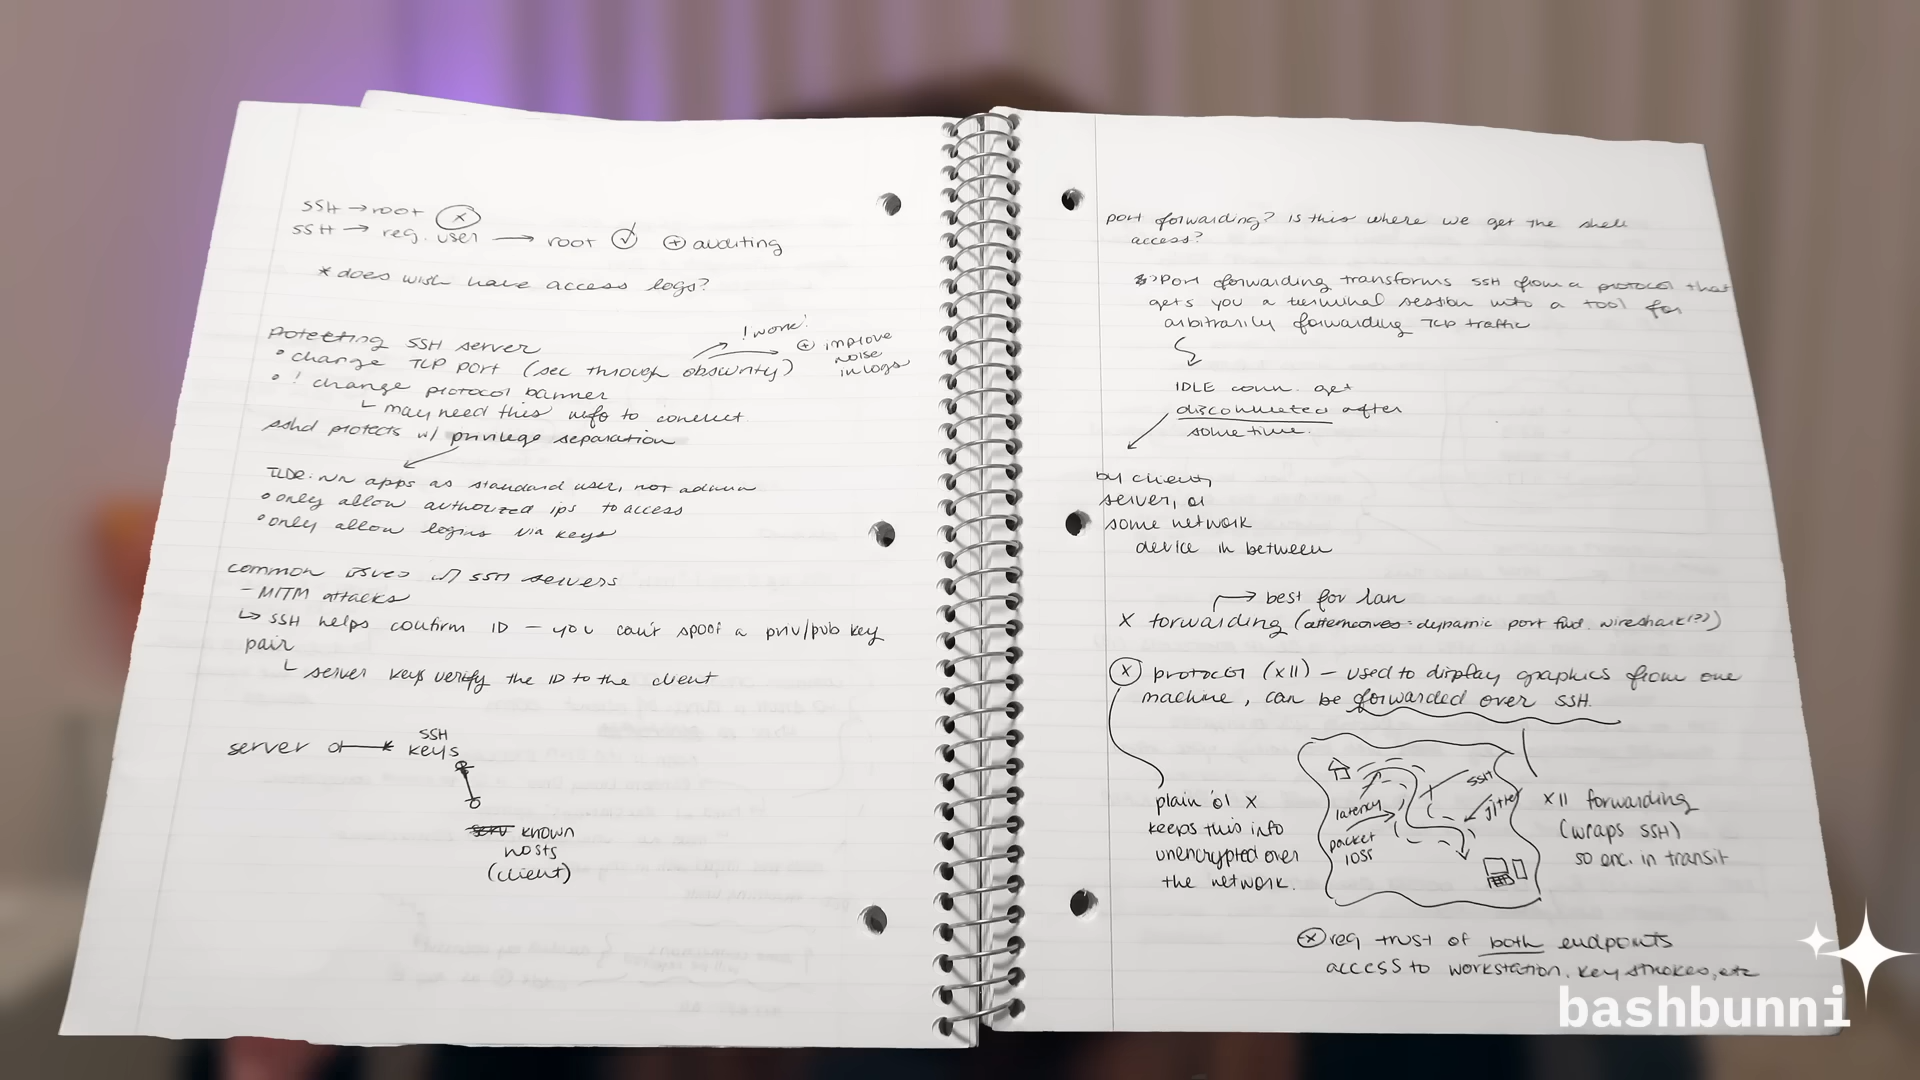 SSH → root ⓧ
SSH → reg. user → root ✓ ⊕ auditing
* does wish have access logs?
protecting SSH server
• change TCP port (sec through obscurity)
! work!
⊕ improve
noise
in logs
• ! change protocol banner
└ may need this info to conduct
sshd protects w/ privilege separation
TLDR: run apps as standard user, not admin
• only allow authorized ips to access
• only allow logins via keys
common issues w/ SSH servers
- MITM attacks
↳ SSH helps confirm ID - you can't spoof a priv/pub key
pair
└ server keys verify the ID to the client
SSH
server → keys
known
hosts
(client)
port forwarding? is this where we get the shell
access?
Port forwarding transforms SSH from a protocol that
gets you a terminal session into a tool for
arbitrarily forwarding TCP traffic
IDLE conn. get
disconnected after
some time.
by client,
server, or
some network
device in between
→ best for lan
X forwarding (alternatives: dynamic port fwd. wireshark(??))
ⓧ protocol (x11) - used to display graphics from one
machine, can be forwarded over SSH.
plain 'ol X
keeps this info
unencrypted over
the network.
latency
packet
loss
SSH
jitter
X11 forwarding
(wraps SSH)
so enc. in transit
ⓧ req trust of both endpoints
access to workstation, key strokes, etc
bashbunni